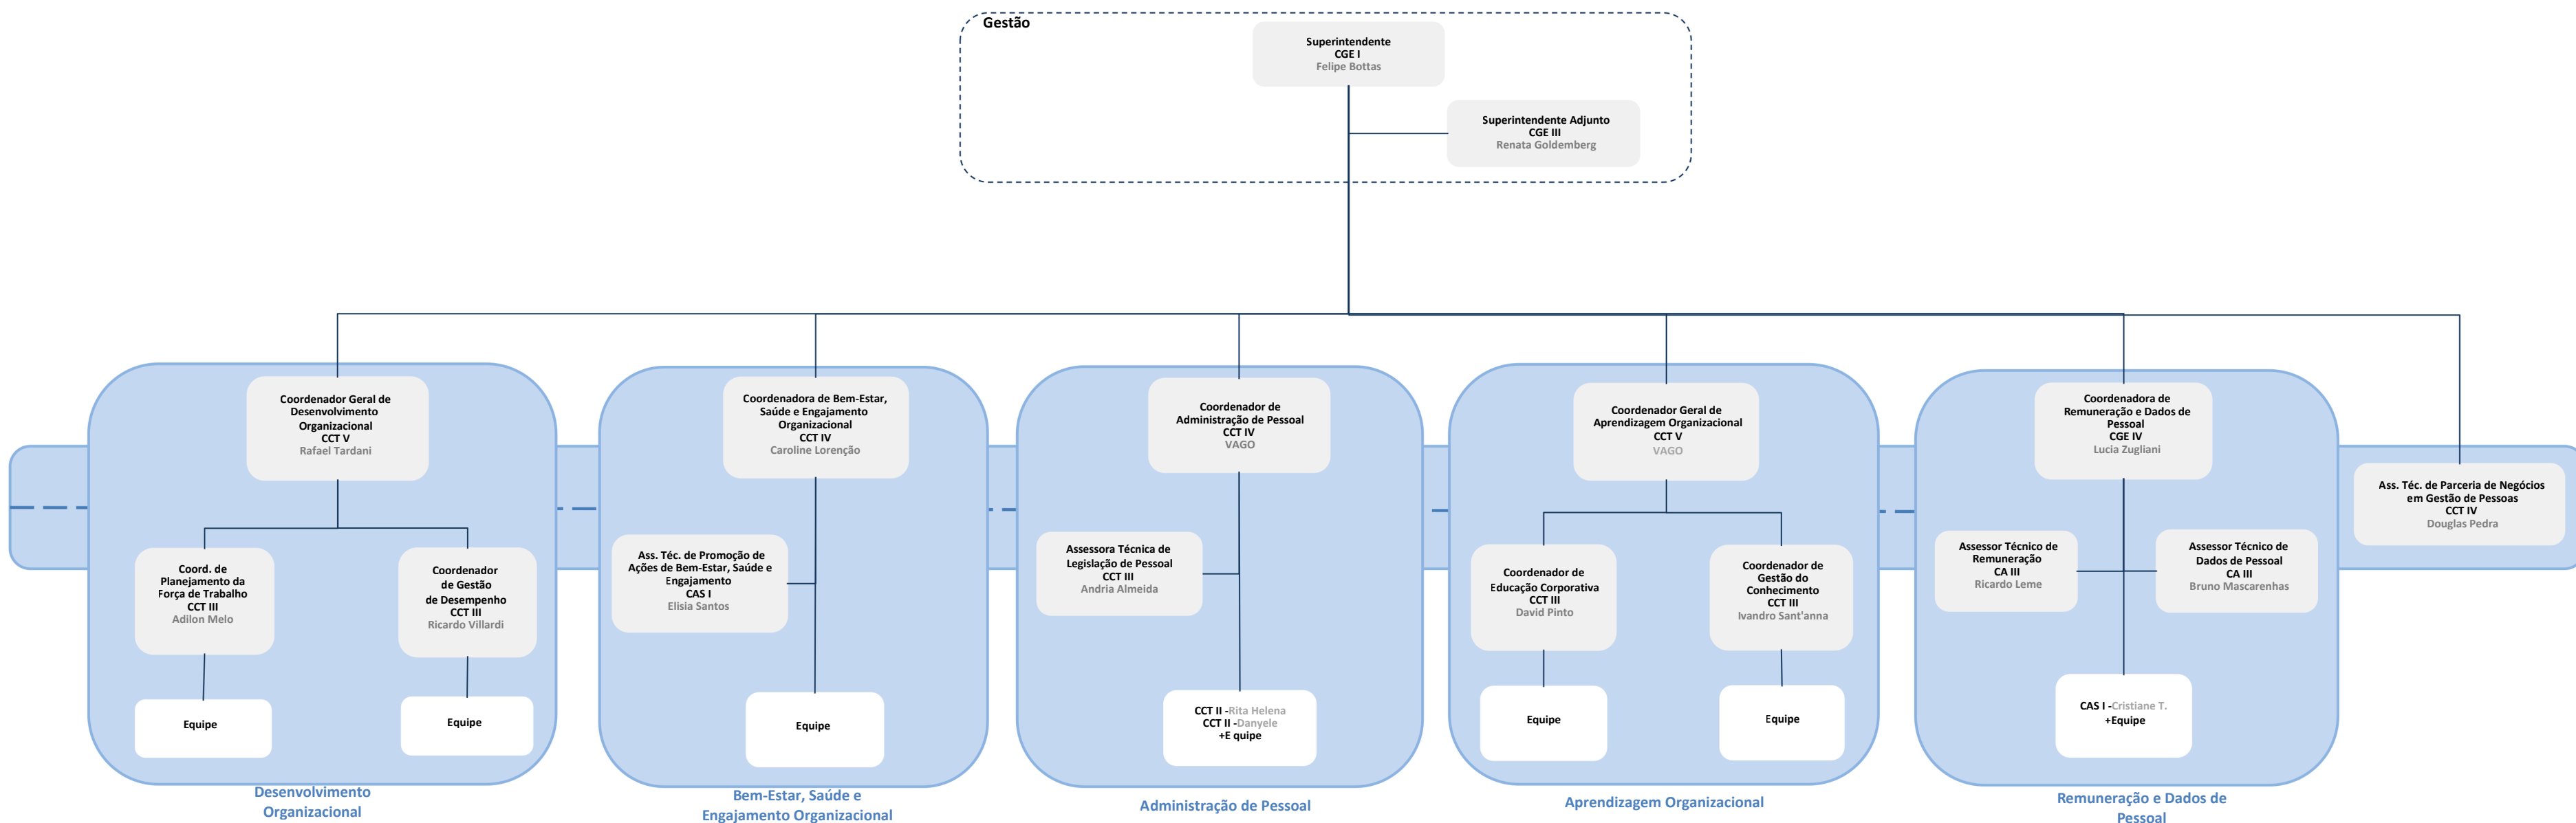 Gestão
Superintendente
CGE I
Felipe Bottas
Superintendente Adjunto
CGE III
Renata Goldemberg
Coordenador Geral de
Desenvolvimento
Organizacional
CCT V
Rafael Tardani
Coord. de
Planejamento da
Força de Trabalho
CCT III
Adilon Melo
Coordenador
de Gestão
de Desempenho
CCT III
Ricardo Villardi
Equipe
Equipe
Desenvolvimento
Organizacional
Coordenadora de Bem-Estar,
Saúde e Engajamento
Organizacional
CCT IV
Caroline Lorenção
Ass. Téc. de Promoção de
Ações de Bem-Estar, Saúde e
Engajamento
CAS I
Elisia Santos
Equipe
Bem-Estar, Saúde e
Engajamento Organizacional
Coordenador de
Administração de Pessoal
CCT IV
VAGO
Assessora Técnica de
Legislação de Pessoal
CCT III
Andria Almeida
CCT II -Rita Helena
CCT II -Danyele
+E quipe
Administração de Pessoal
Coordenador Geral de
Aprendizagem Organizacional
CCT V
VAGO
Coordenador de
Educação Corporativa
CCT III
David Pinto
Coordenador de
Gestão do
Conhecimento
CCT III
Ivandro Sant'anna
Equipe
Equipe
Aprendizagem Organizacional
Coordenadora de
Remuneração e Dados de
Pessoal
CGE IV
Lucia Zugliani
Assessor Técnico de
Remuneração
CA III
Ricardo Leme
Assessor Técnico de
Dados de Pessoal
CA III
Bruno Mascarenhas
CAS I -Cristiane T.
+Equipe
Remuneração e Dados de
Pessoal
Ass. Téc. de Parceria de Negócios
em Gestão de Pessoas
CCT IV
Douglas Pedra